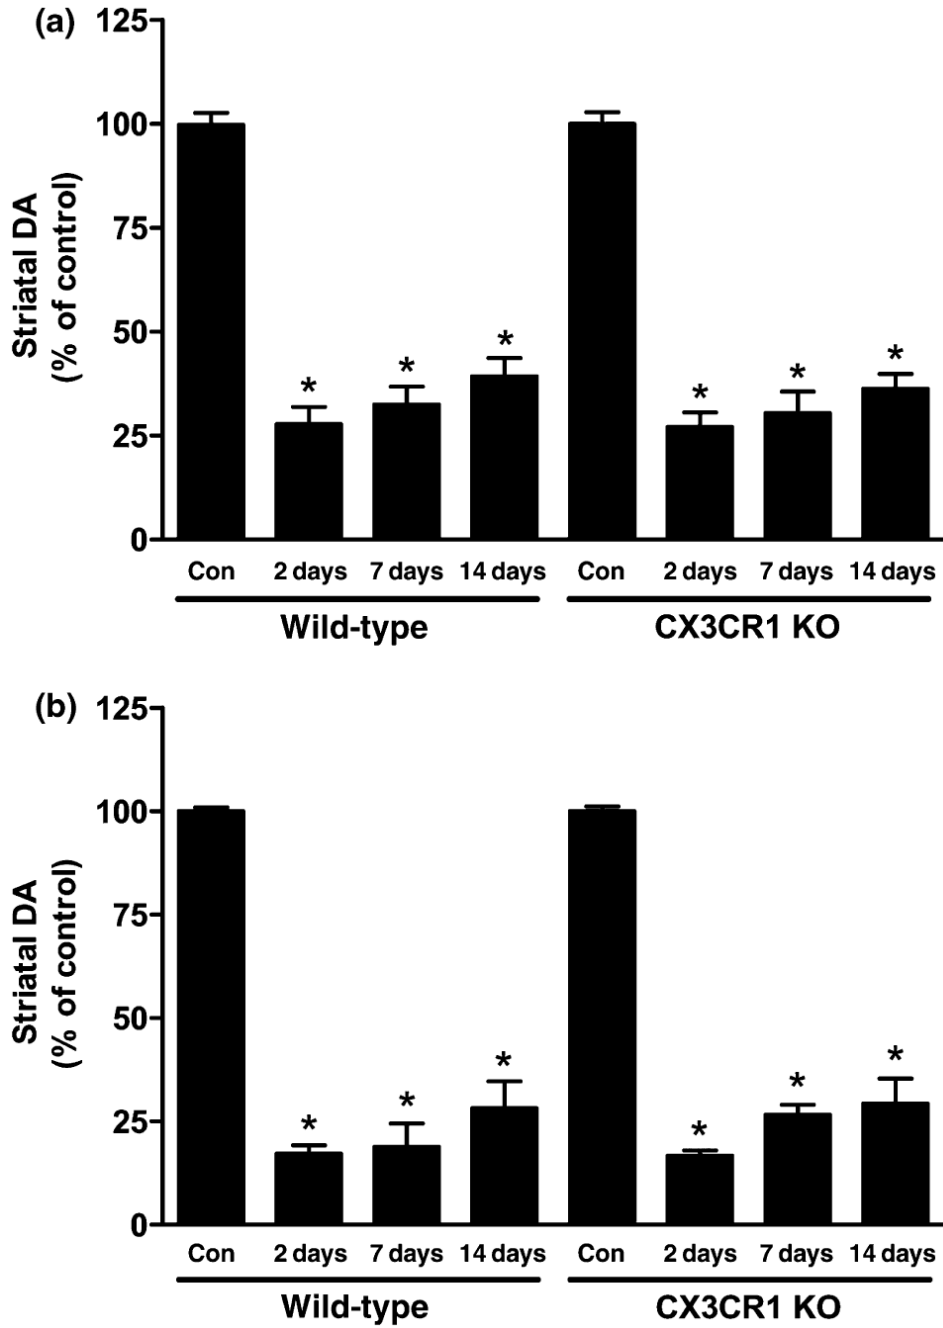 (a)
125
100
75
50
25
0
Striatal DA
(% of control)
* * * * * *
Con 2 days 7 days 14 days Con 2 days 7 days 14 days
Wild-type CX3CR1 KO
(b)
125
100
75
50
25
0
Striatal DA
(% of control)
* * * * * *
Con 2 days 7 days 14 days Con 2 days 7 days 14 days
Wild-type CX3CR1 KO